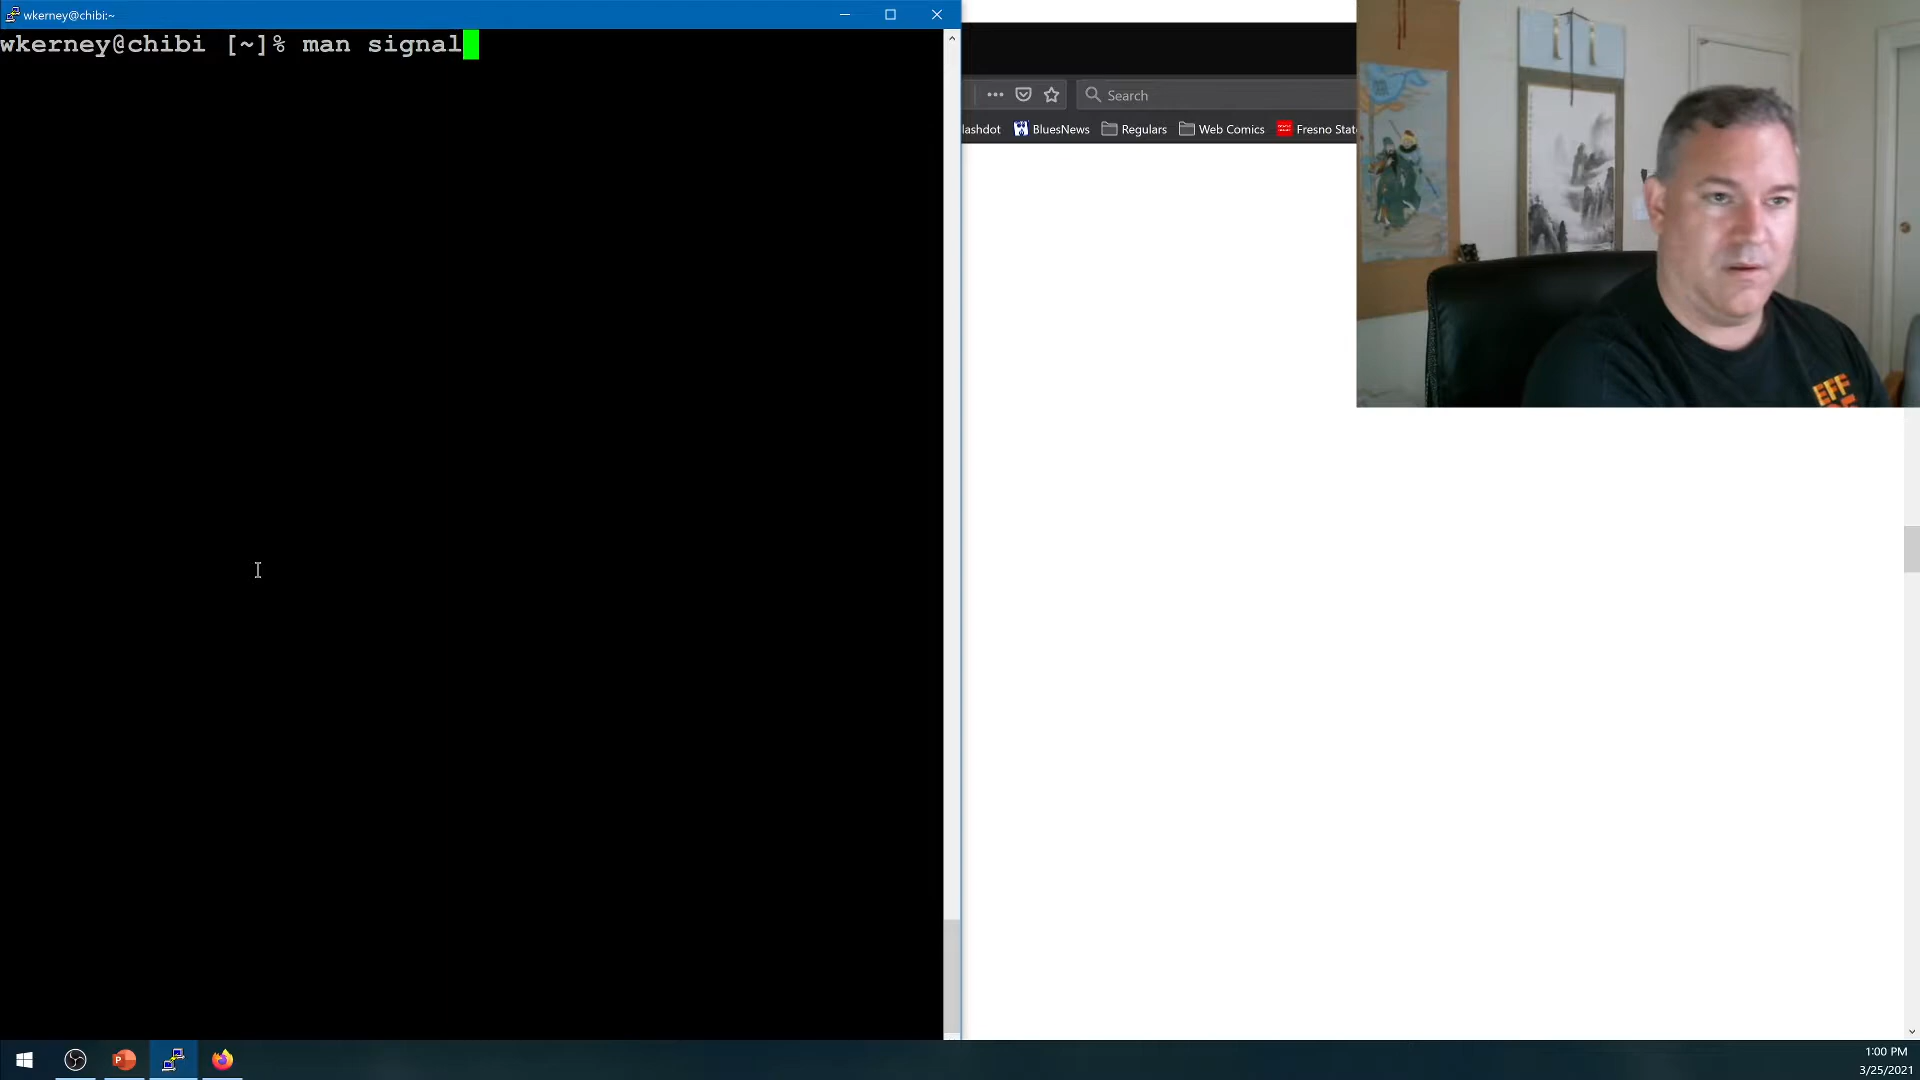 wkerney@chibi:~
wkerney@chibi [~]% man signal
Search
lashdot
BluesNews
Regulars
Web Comics
Fresno Stat
EFF
1:00 PM
3/25/2021